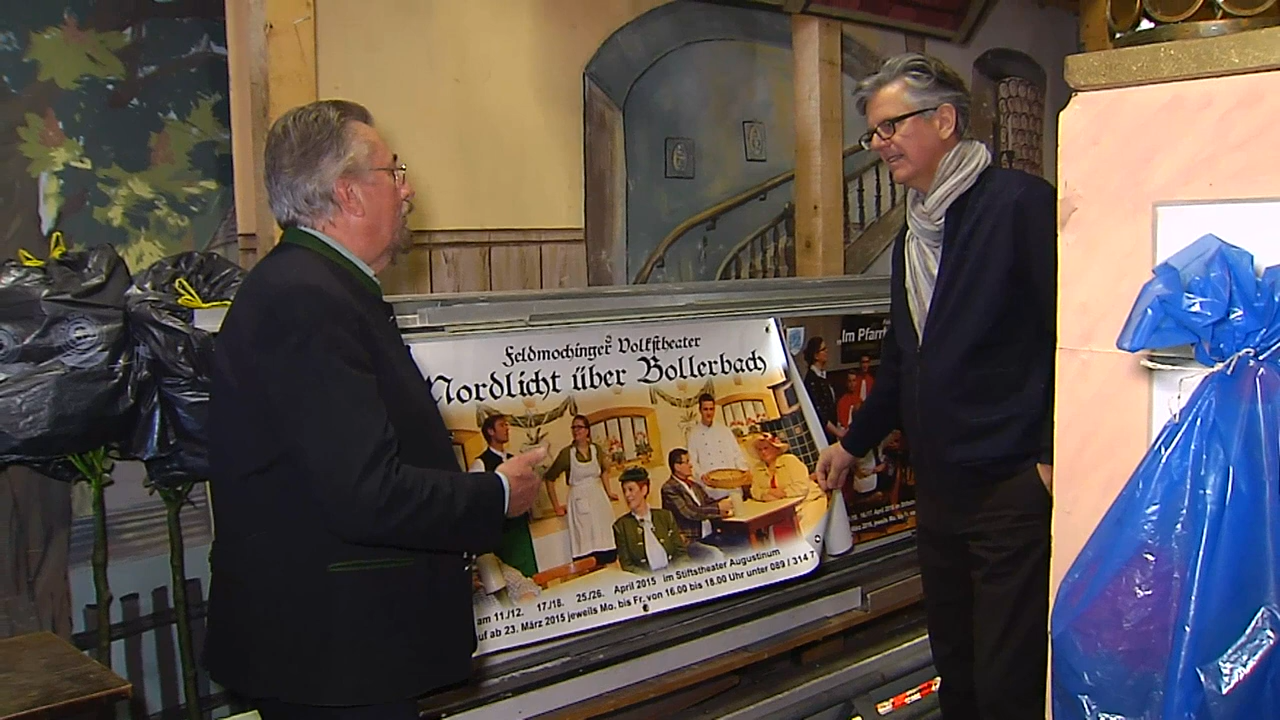 Feldmochinger Volkstheater
Nordlicht über Bollerbach
am 11./12. 17./18. 25./26. April 2015 im Stiftstheater Augustinum
auf ab 23. März 2015 jeweils Mo. bis Fr. von 16.00 bis 18.00 Uhr unter 089 / 314 7
"Im Pfarr